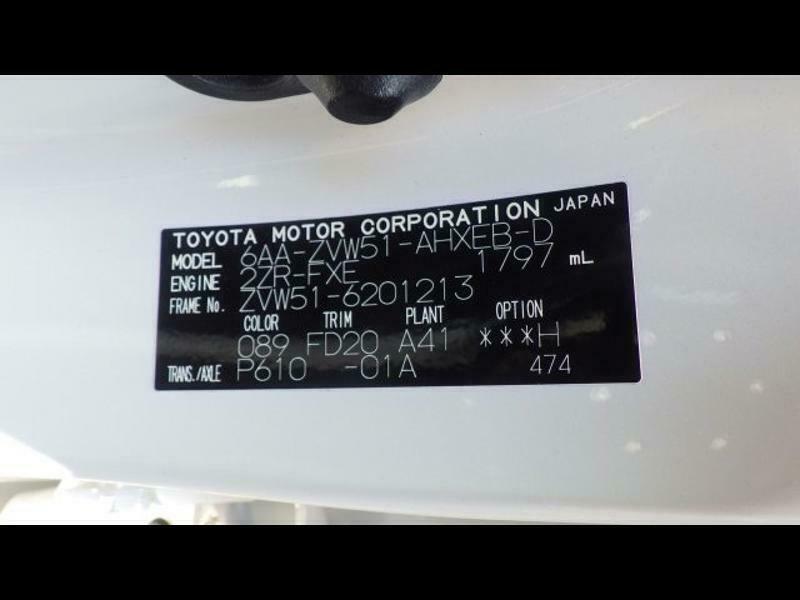 TOYOTA MOTOR CORPORATION JAPAN
MODEL 6AA-ZVW51-AHXEB-D
ENGINE 2ZR-FXE 1797 mL
FRAME No. ZVW51-6201213
COLOR TRIM PLANT OPTION
089 FD20 A41 ***H
TRANS./AXLE P610 -01A 474